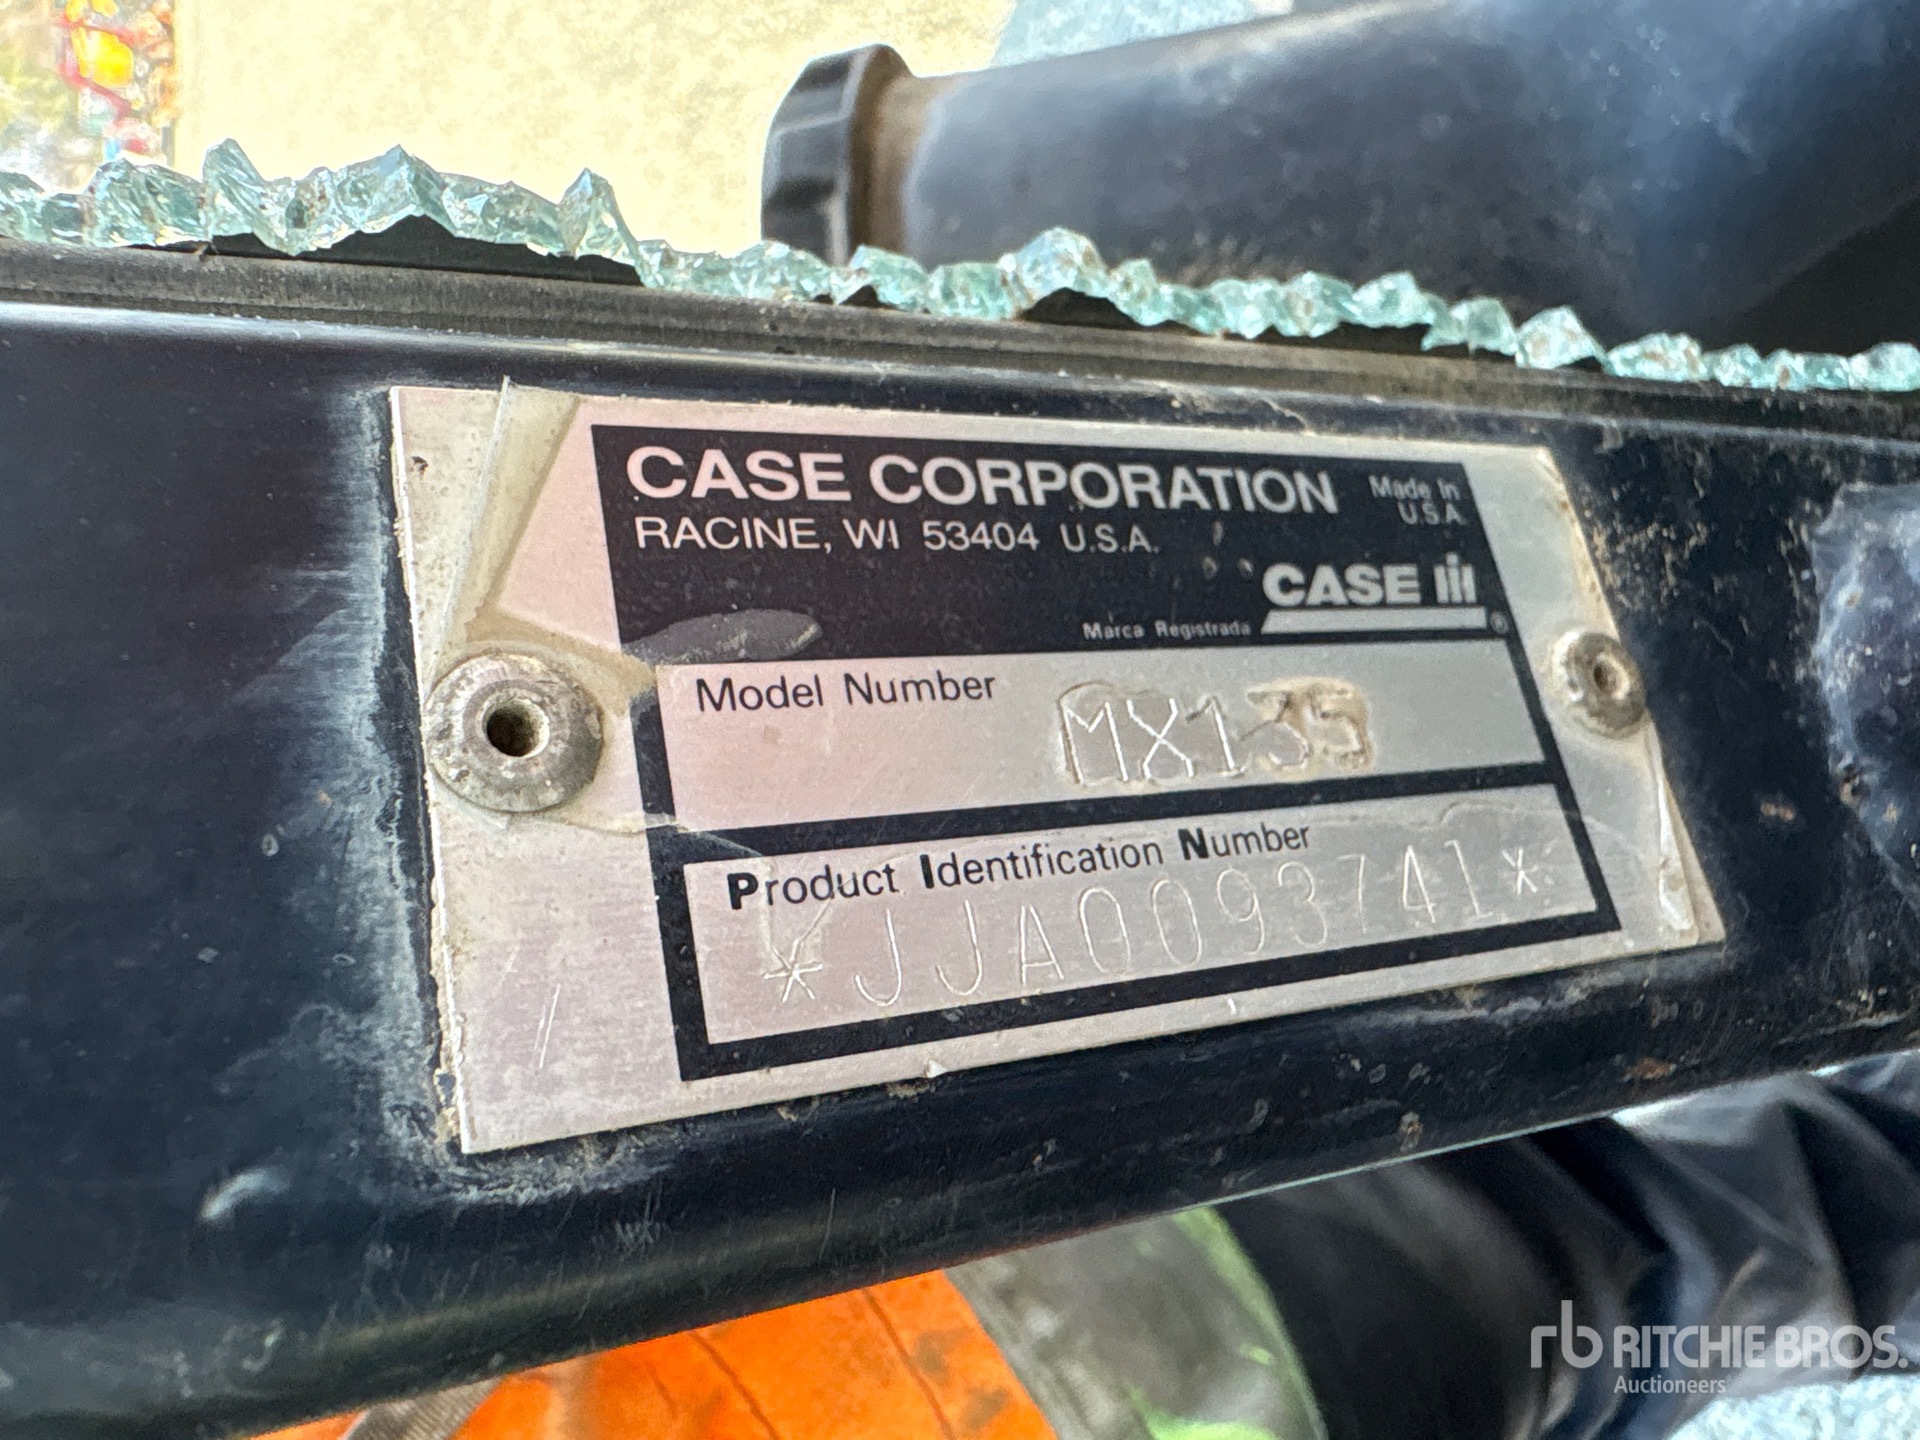 CASE CORPORATION
Made In
U.S.A.
RACINE, WI 53404 U.S.A.
CASE IH
Marca Registrada
®
Model Number
MX135
Product Identification Number
*JJA0093741*
rb RITCHIE BROS.
Auctioneers